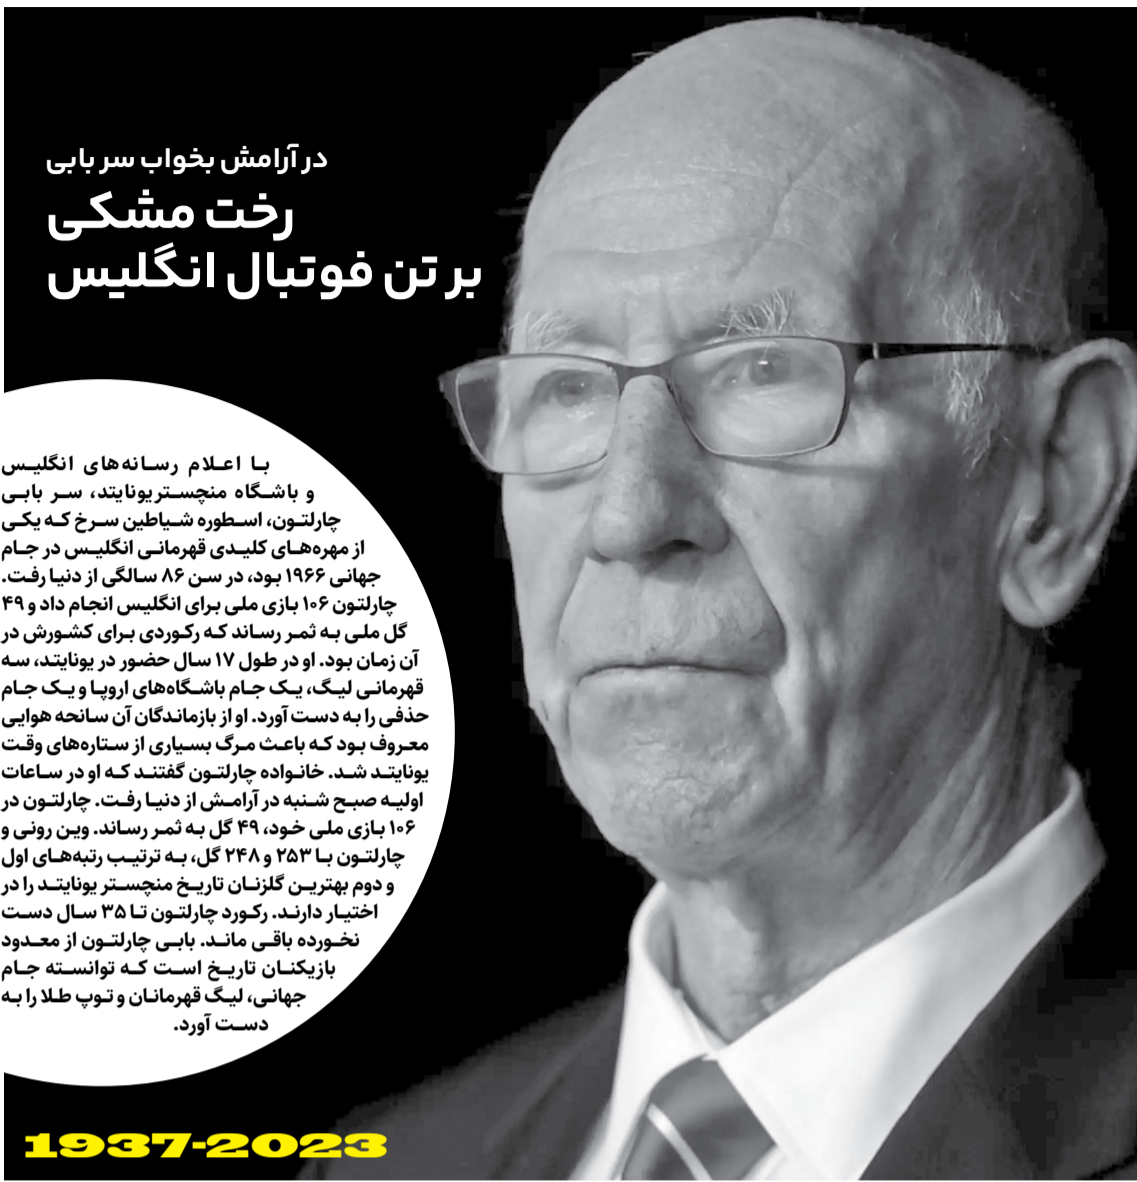 در آرامش بخواب سر بابی
رخت مشکی
بر تن فوتبال انگلیس
با اعلام رسانه‌های انگلیس
و باشگاه منچستریونایتد، سر بابی
چارلتون، اسطوره شیاطین سرخ که یکی
از مهره‌های کلیدی قهرمانی انگلیس در جام
جهانی ۱۹۶۶ بود، در سن ۸۶ سالگی از دنیا رفت.
چارلتون ۱۰۶ بازی ملی برای انگلیس انجام داد و ۴۹
گل ملی به ثمر رساند که رکوردی برای کشورش در
آن زمان بود. او در طول ۱۷ سال حضور در یونایتد، سه
قهرمانی لیگ، یک جام باشگاه‌های اروپا و یک جام
حذفی را به دست آورد. او از بازماندگان آن سانحه هوایی
معروف بود که باعث مرگ بسیاری از ستاره‌های وقت
یونایتد شد. خانواده چارلتون گفتند که او در ساعات
اولیه صبح شنبه در آرامش از دنیا رفت. چارلتون در
۱۰۶ بازی ملی خود، ۴۹ گل به ثمر رساند. وین رونی و
چارلتون با ۲۵۳ و ۲۴۸ گل، به ترتیب رتبه‌های اول
و دوم بهترین گلزنان تاریخ منچستر یونایتد را در
اختیار دارند. رکورد چارلتون تا ۳۵ سال دست
نخورده باقی ماند. بابی چارلتون از معدود
بازیکنان تاریخ است که توانسته جام
جهانی، لیگ قهرمانان و توپ طلا را به
دست آورد.
1937-2023